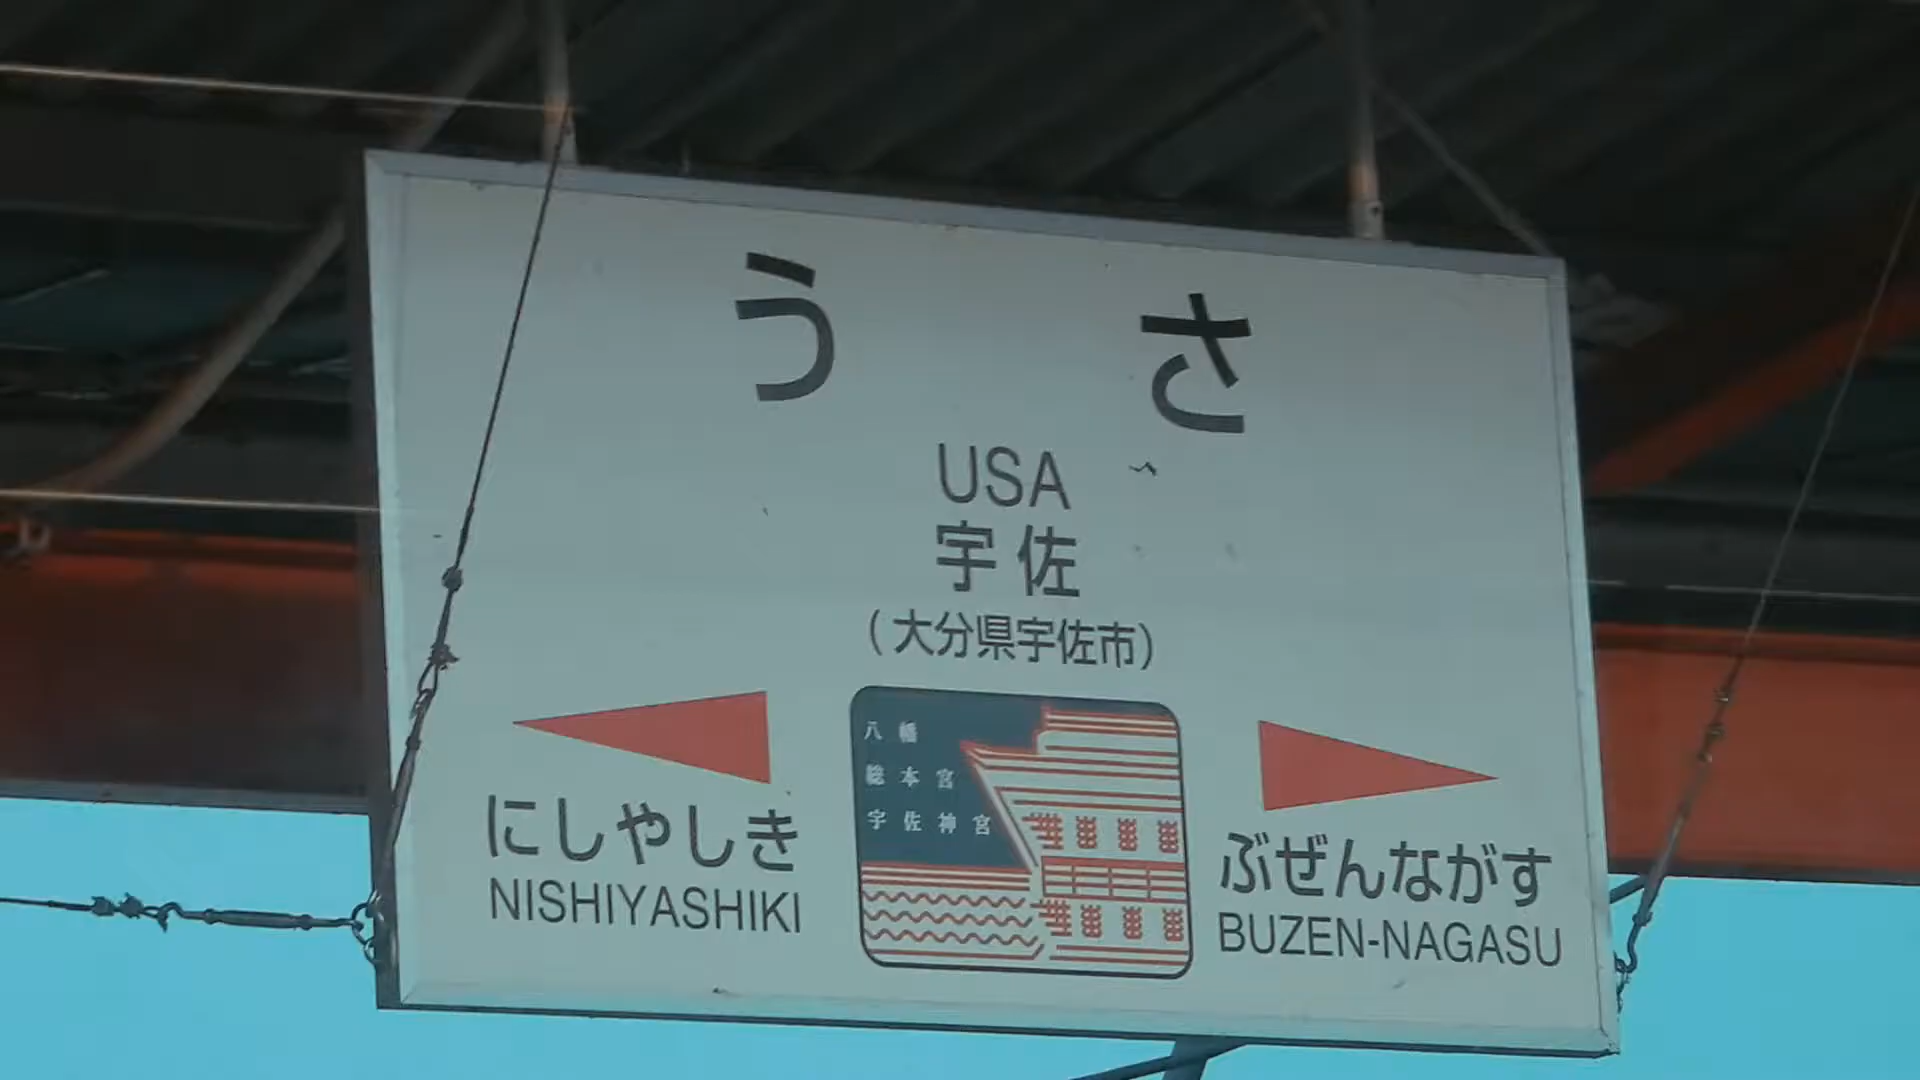 うさ
USA
宇佐
(大分県宇佐市)
にしやしき
NISHIYASHIKI
八幡
総本宮
宇佐神宮
ぶぜんながす
BUZEN-NAGASU